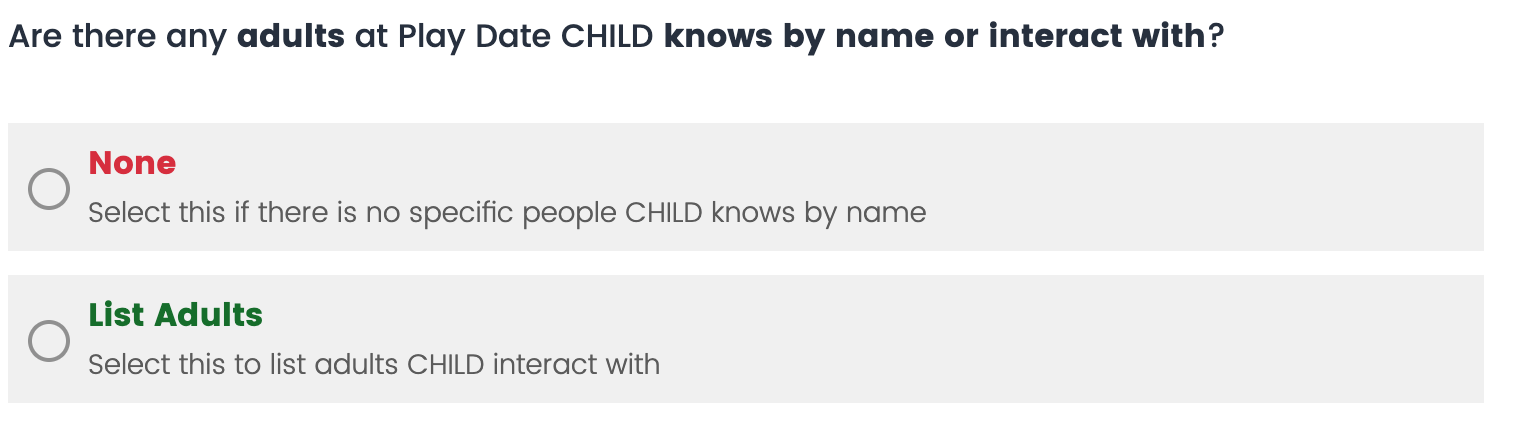 Are there any adults at Play Date CHILD knows by name or interact with?
None
Select this if there is no specific people CHILD knows by name
List Adults
Select this to list adults CHILD interact with